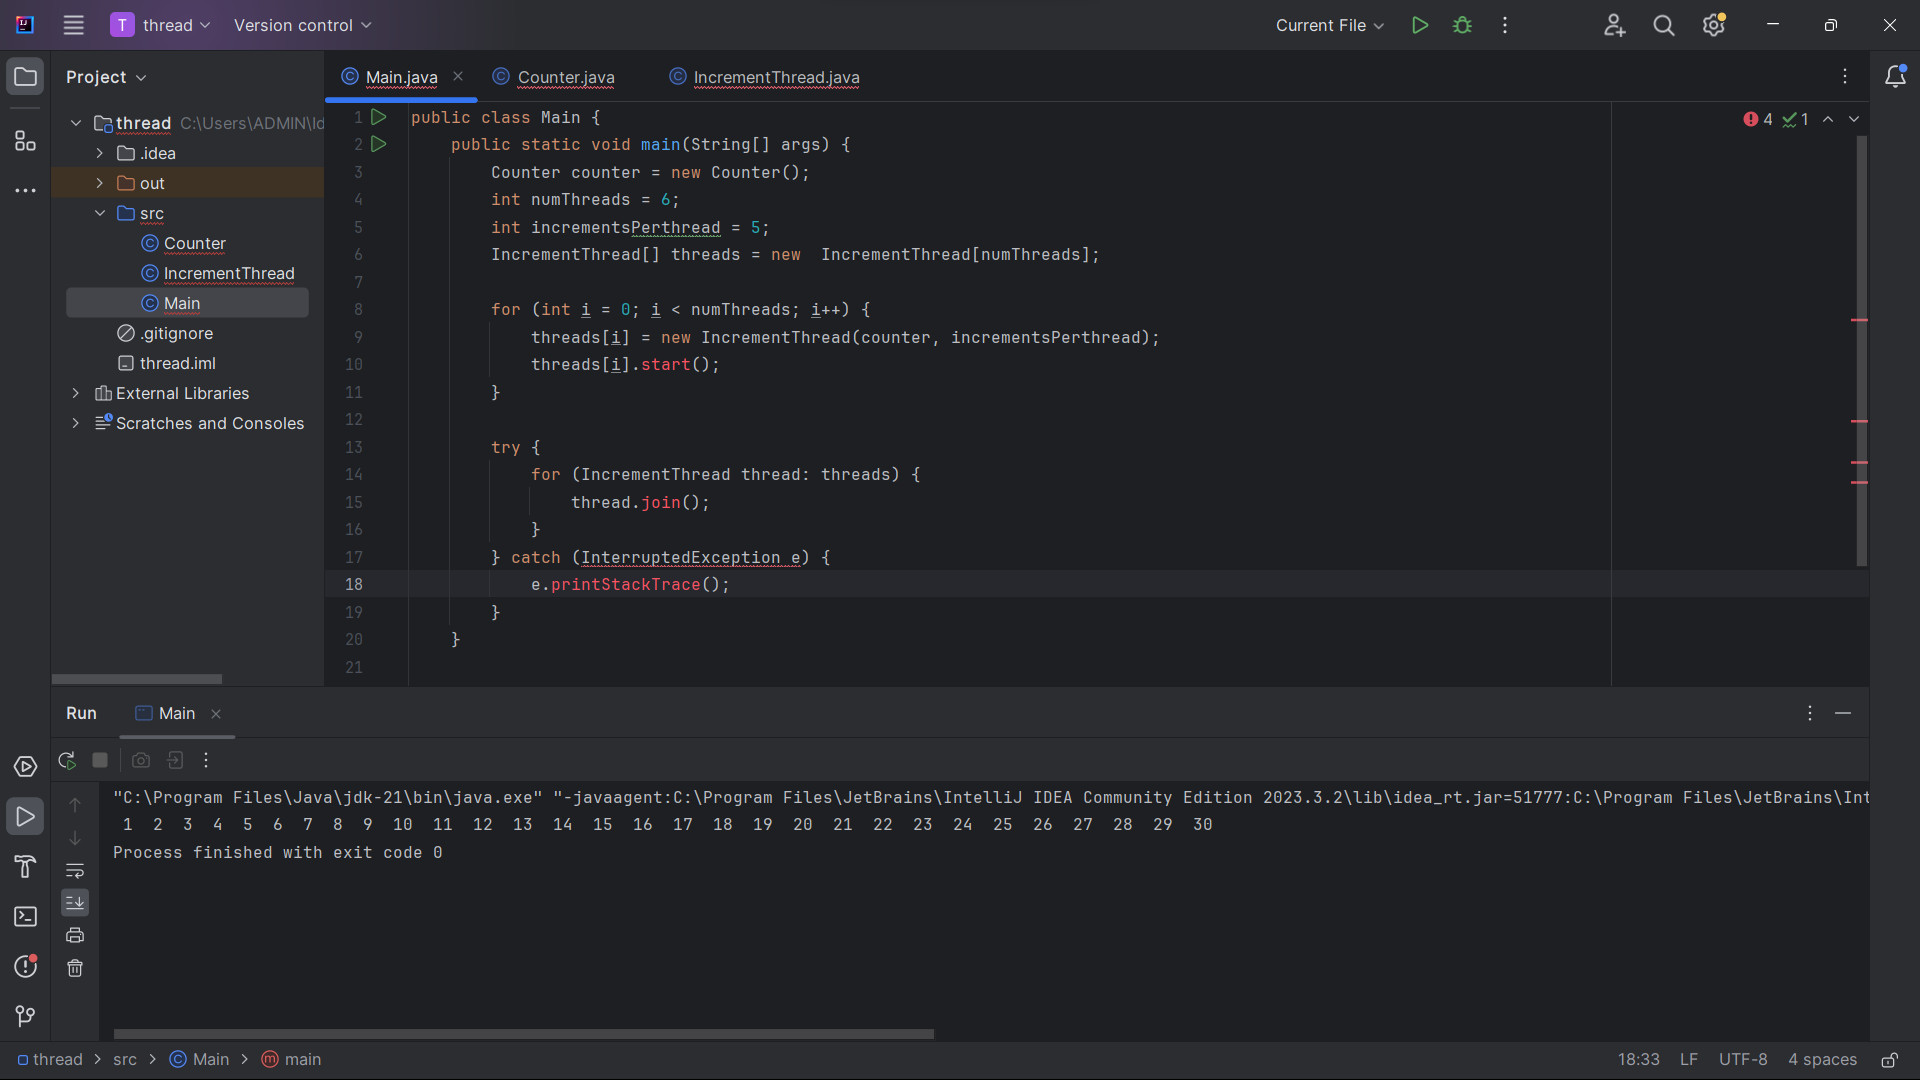 T thread Version control Current File
Project
Main.java Counter.java IncrementThread.java
thread C:\Users\ADMIN\Id
.idea
out
src
Counter
IncrementThread
Main
.gitignore
thread.iml
External Libraries
Scratches and Consoles
4 1
1 public class Main {
2 public static void main(String[] args) {
3 Counter counter = new Counter();
4 int numThreads = 6;
5 int incrementsPerthread = 5;
6 IncrementThread[] threads = new  IncrementThread[numThreads];
7
8 for (int i = 0; i < numThreads; i++) {
9 threads[i] = new IncrementThread(counter, incrementsPerthread);
10 threads[i].start();
11 }
12
13 try {
14 for (IncrementThread thread: threads) {
15 thread.join();
16 }
17 } catch (InterruptedException e) {
18 e.printStackTrace();
19 }
20 }
21
Run Main
"C:\Program Files\Java\jdk-21\bin\java.exe" "-javaagent:C:\Program Files\JetBrains\IntelliJ IDEA Community Edition 2023.3.2\lib\idea_rt.jar=51777:C:\Program Files\JetBrains\Int
1 2 3 4 5 6 7 8 9 10 11 12 13 14 15 16 17 18 19 20 21 22 23 24 25 26 27 28 29 30
Process finished with exit code 0
thread > src > Main > main 18:33 LF UTF-8 4 spaces